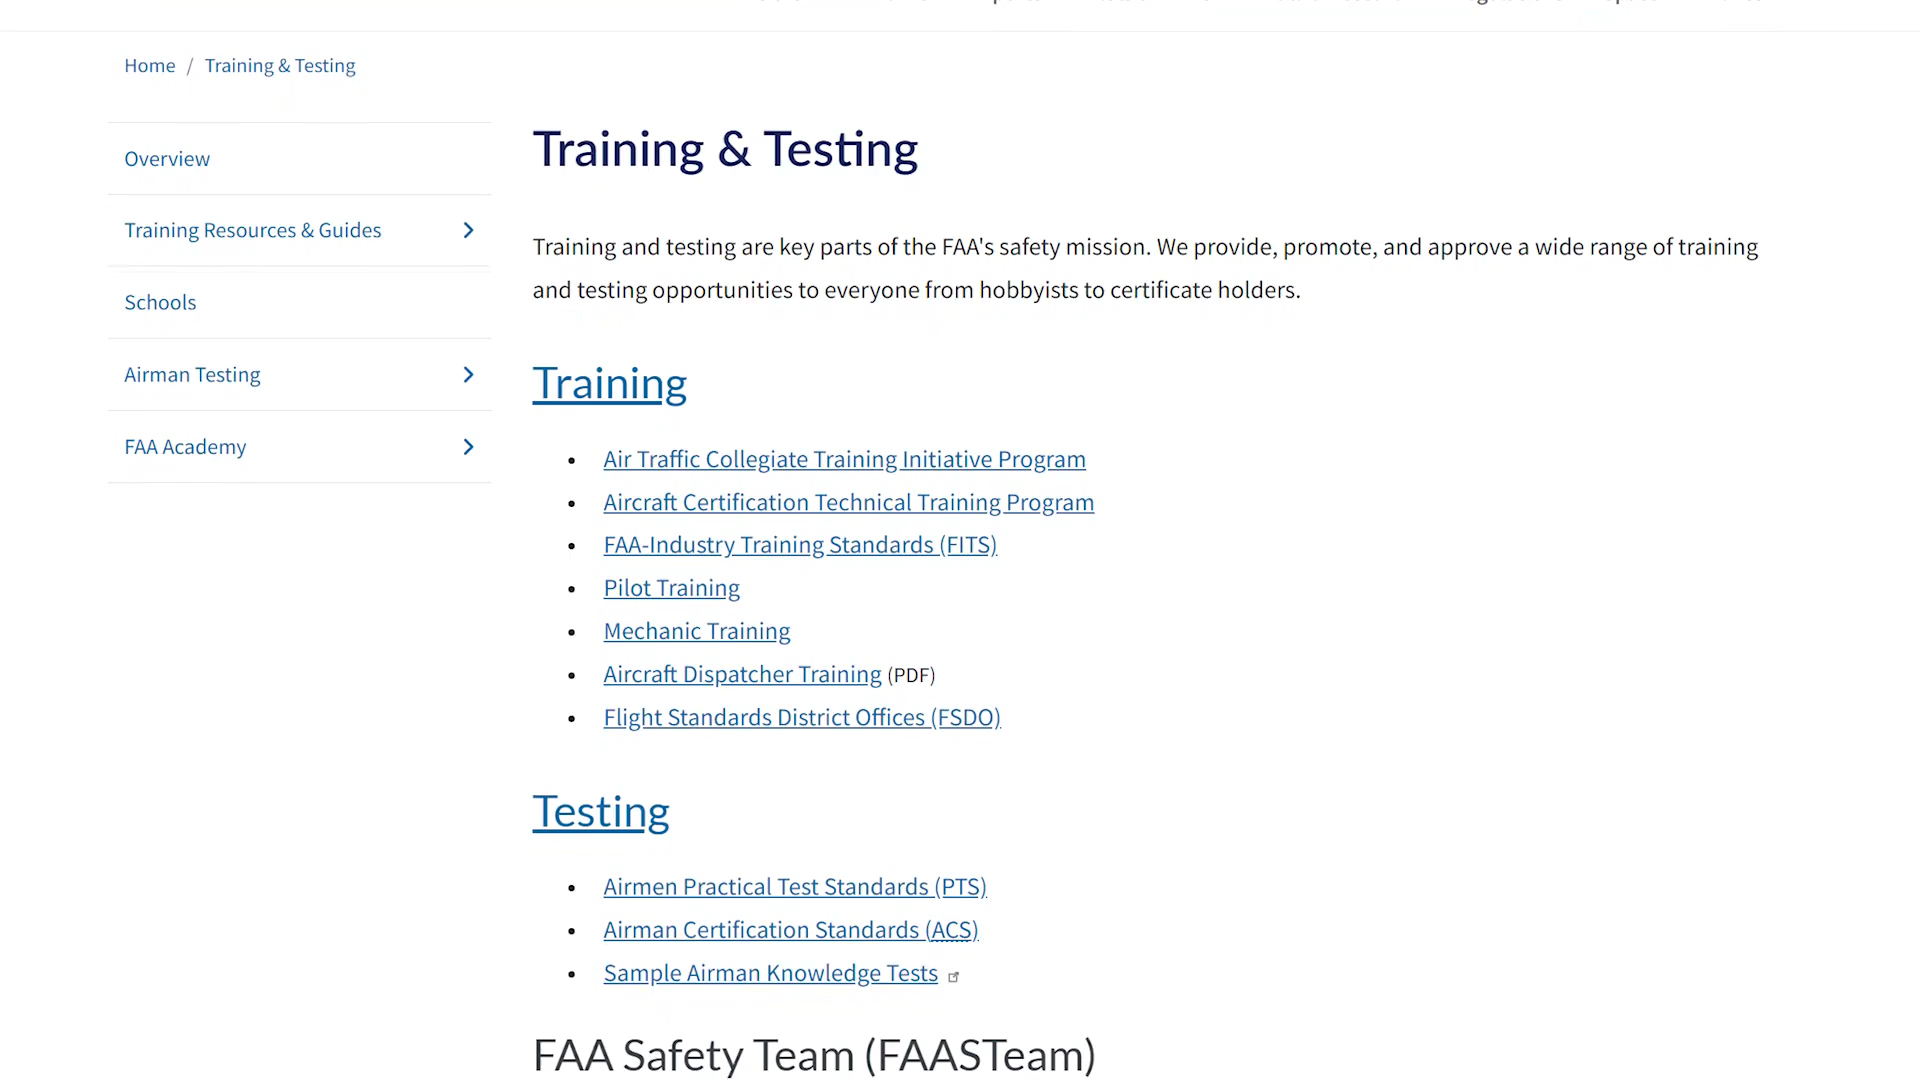 Home / Training & Testing
Overview
Training Resources & Guides
Schools
Airman Testing
FAA Academy
Training & Testing
Training and testing are key parts of the FAA's safety mission. We provide, promote, and approve a wide range of training
and testing opportunities to everyone from hobbyists to certificate holders.
Training
• Air Traffic Collegiate Training Initiative Program
• Aircraft Certification Technical Training Program
• FAA-Industry Training Standards (FITS)
• Pilot Training
• Mechanic Training
• Aircraft Dispatcher Training (PDF)
• Flight Standards District Offices (FSDO)
Testing
• Airmen Practical Test Standards (PTS)
• Airman Certification Standards (ACS)
• Sample Airman Knowledge Tests
FAA Safety Team (FAASTeam)